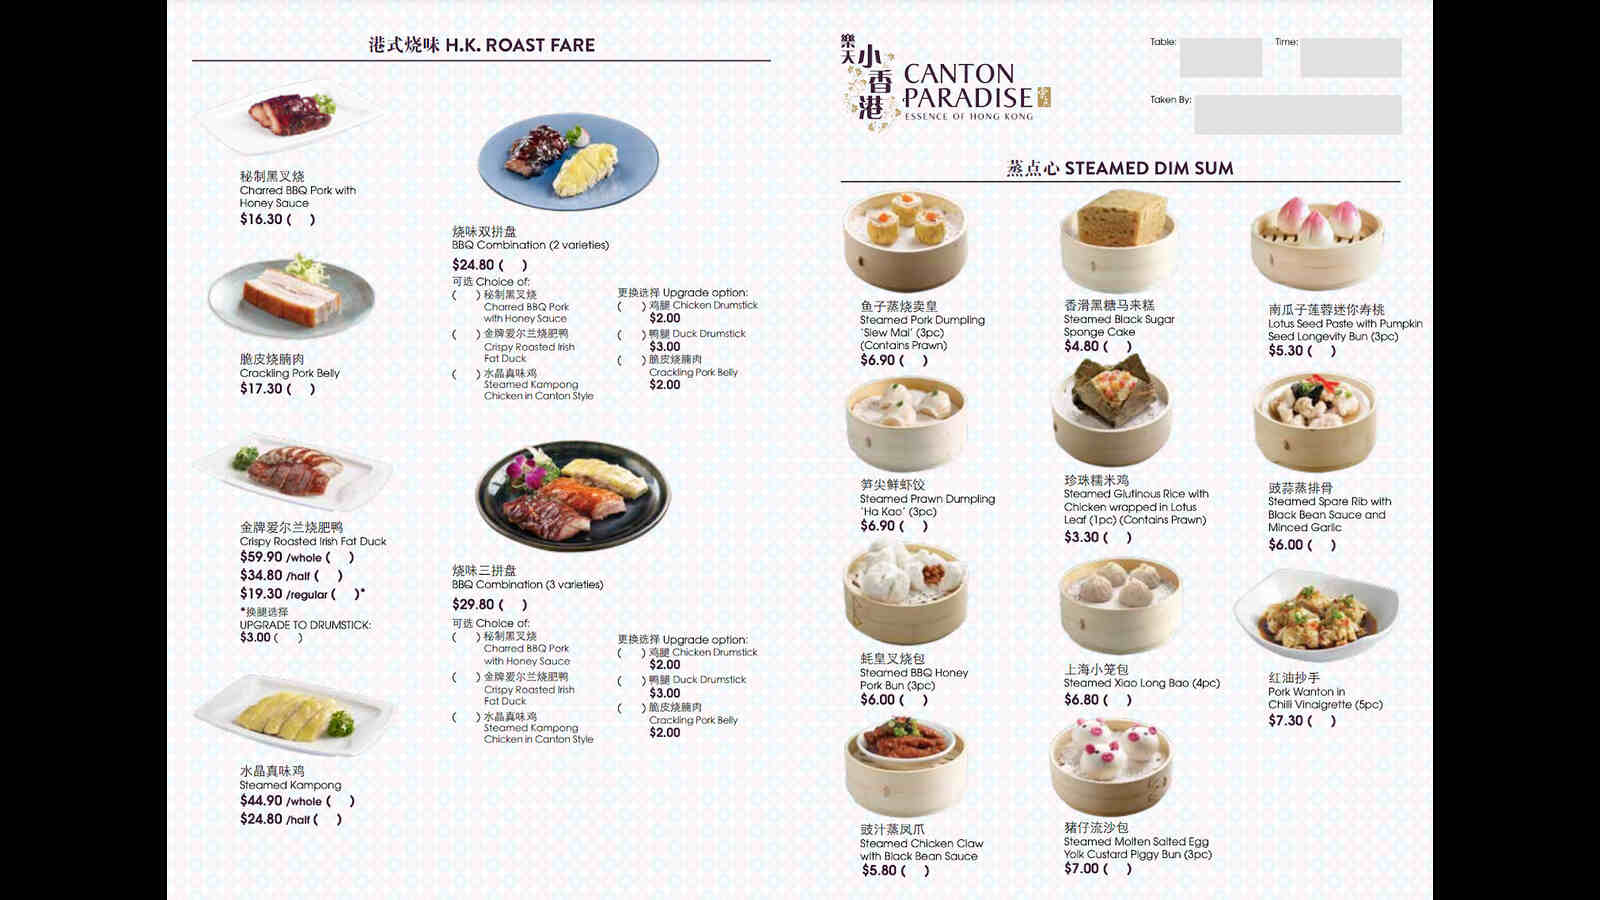 港式烧味 H.K. ROAST FARE
秘制黑叉烧
Charred BBQ Pork with
Honey Sauce
$16.30 ( )
脆皮烧腩肉
Crackling Pork Belly
$17.30 ( )
金牌爱尔兰烧肥鸭
Crispy Roasted Irish Fat Duck
$59.90 /whole ( )
$34.80 /half ( )
$19.30 /regular ( )*
*换腿选择
UPGRADE TO DRUMSTICK:
$3.00 ( )
水晶真味鸡
Steamed Kampong
$44.90 /whole ( )
$24.80 /half ( )
烧味双拼盘
BBQ Combination (2 varieties)
$24.80 ( )
可选 Choice of:
( ) 秘制黑叉烧
Charred BBQ Pork
with Honey Sauce
( ) 金牌爱尔兰烧肥鸭
Crispy Roasted Irish
Fat Duck
( ) 水晶真味鸡
Steamed Kampong
Chicken in Canton Style
更换选择 Upgrade option:
( ) 鸡腿 Chicken Drumstick
$2.00
( ) 鸭腿 Duck Drumstick
$3.00
( ) 脆皮烧腩肉
Crackling Pork Belly
$2.00
烧味三拼盘
BBQ Combination (3 varieties)
$29.80 ( )
可选 Choice of:
( ) 秘制黑叉烧
Charred BBQ Pork
with Honey Sauce
( ) 金牌爱尔兰烧肥鸭
Crispy Roasted Irish
Fat Duck
( ) 水晶真味鸡
Steamed Kampong
Chicken in Canton Style
更换选择 Upgrade option:
( ) 鸡腿 Chicken Drumstick
$2.00
( ) 鸭腿 Duck Drumstick
$3.00
( ) 脆皮烧腩肉
Crackling Pork Belly
$2.00
樂天
小香港
CANTON
PARADISE
ESSENCE OF HONG KONG
Table:
Time:
Taken By:
蒸点心 STEAMED DIM SUM
鱼子蒸烧卖皇
Steamed Pork Dumpling
'Siew Mai' (3pc)
(Contains Prawn)
$6.90 ( )
香滑黑糖马来糕
Steamed Black Sugar
Sponge Cake
$4.80 ( )
南瓜子莲蓉迷你寿桃
Lotus Seed Paste with Pumpkin
Seed Longevity Bun (3pc)
$5.30 ( )
笋尖鲜虾饺
Steamed Prawn Dumpling
'Ha Kao' (3pc)
$6.90 ( )
珍珠糯米鸡
Steamed Glutinous Rice with
Chicken wrapped in Lotus
Leaf (1pc) (Contains Prawn)
$3.30 ( )
豉蒜蒸排骨
Steamed Spare Rib with
Black Bean Sauce and
Minced Garlic
$6.00 ( )
蚝皇叉烧包
Steamed BBQ Honey
Pork Bun (3pc)
$6.00 ( )
上海小笼包
Steamed Xiao Long Bao (4pc)
$6.80 ( )
红油抄手
Pork Wanton in
Chilli Vinaigrette (5pc)
$7.30 ( )
豉汁蒸凤爪
Steamed Chicken Claw
with Black Bean Sauce
$5.80 ( )
猪仔流沙包
Steamed Molten Salted Egg
Yolk Custard Piggy Bun (3pc)
$7.00 ( )